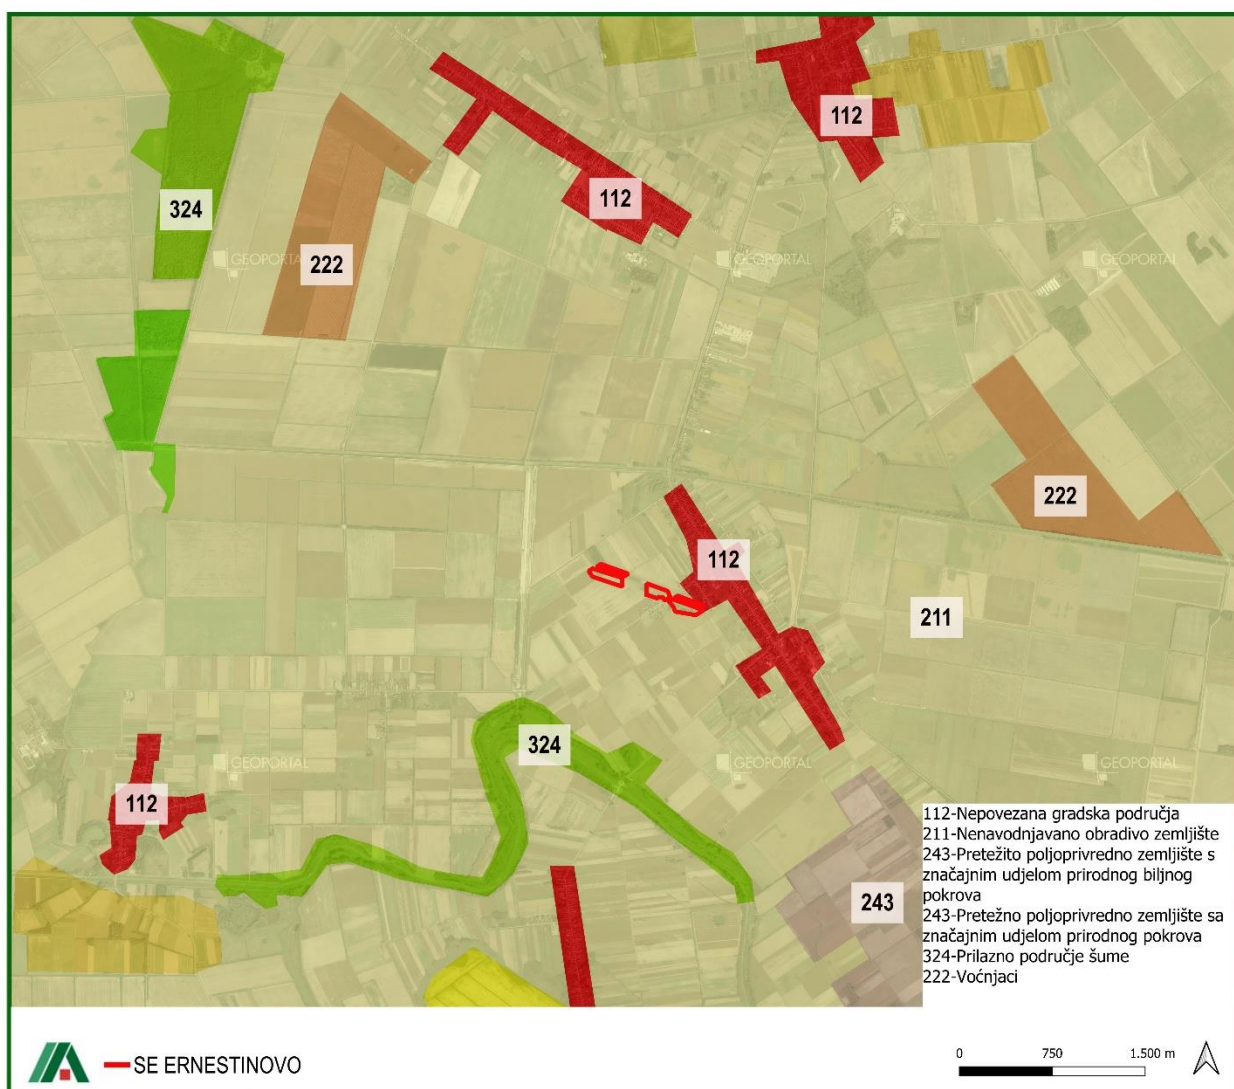 112
112
324
222
GEOPORTAL
GEOPORTAL
GEOPORTAL
222
112
211
324
GEOPORTAL
GEOPORTAL
GEOPORTAL
112
243
112-Nepovezana gradska područja
211-Nenavodnjavano obradivo zemljište
243-Pretežito poljoprivredno zemljište s
značajnim udjelom prirodnog biljnog
pokrova
243-Pretežno poljoprivredno zemljište sa
značajnim udjelom prirodnog pokrova
324-Prilazno područje šume
222-Voćnjaci
SE ERNESTINOVO
0 750 1.500 m